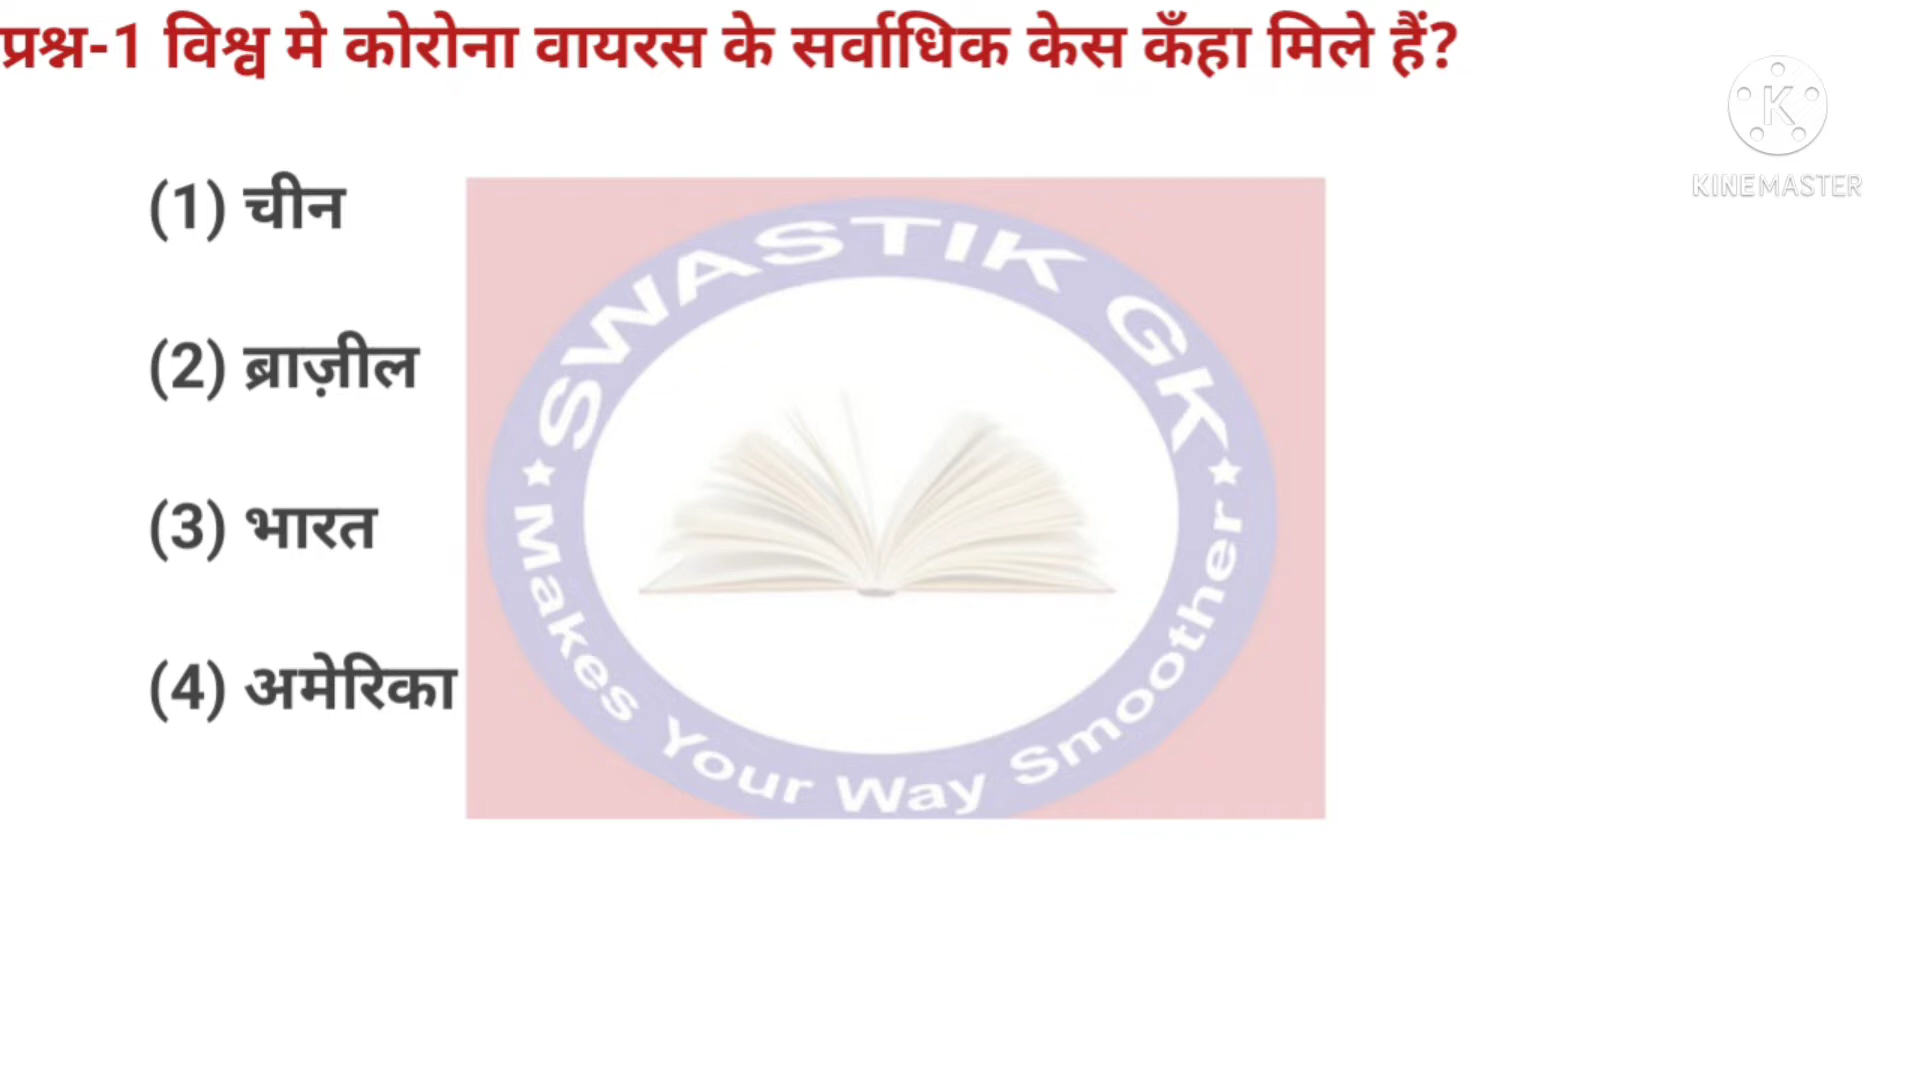 प्रश्न-1 विश्व मे कोरोना वायरस के सर्वाधिक केस कँहा मिले हैं?
KINEMASTER
(1) चीन
(2) ब्राज़ील
(3) भारत
(4) अमेरिका
SWASTIK GK
Makes Your Way Smoother